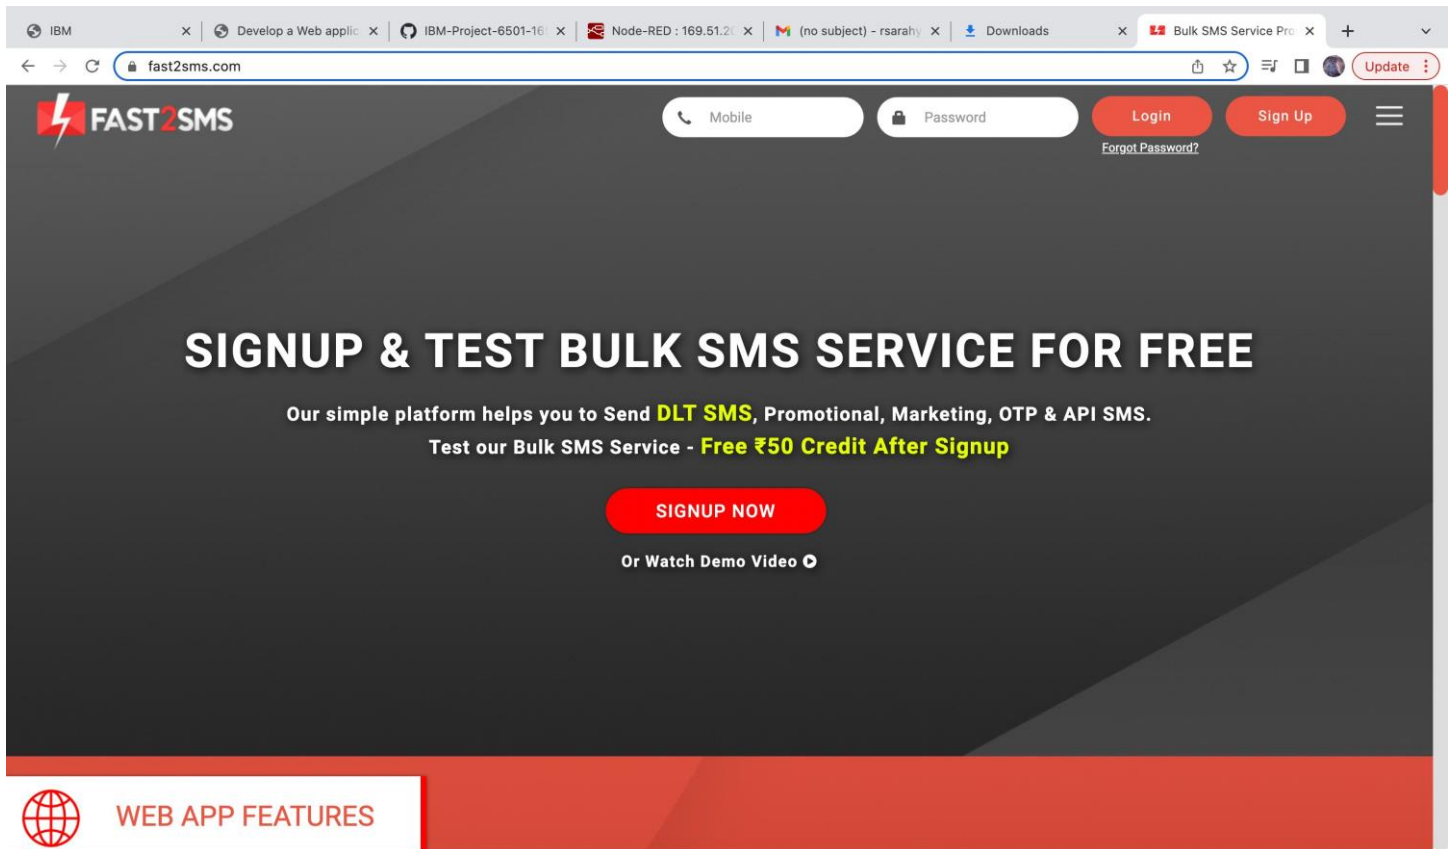 IBM
Develop a Web applic
IBM-Project-6501-16
Node-RED : 169.51.2
(no subject) - rsarahy
Downloads
Bulk SMS Service Pro
fast2sms.com
Update
FAST2SMS
Mobile
Password
Login
Sign Up
Forgot Password?
SIGNUP & TEST BULK SMS SERVICE FOR FREE
Our simple platform helps you to Send DLT SMS, Promotional, Marketing, OTP & API SMS.
Test our Bulk SMS Service - Free ₹50 Credit After Signup
SIGNUP NOW
Or Watch Demo Video
WEB APP FEATURES